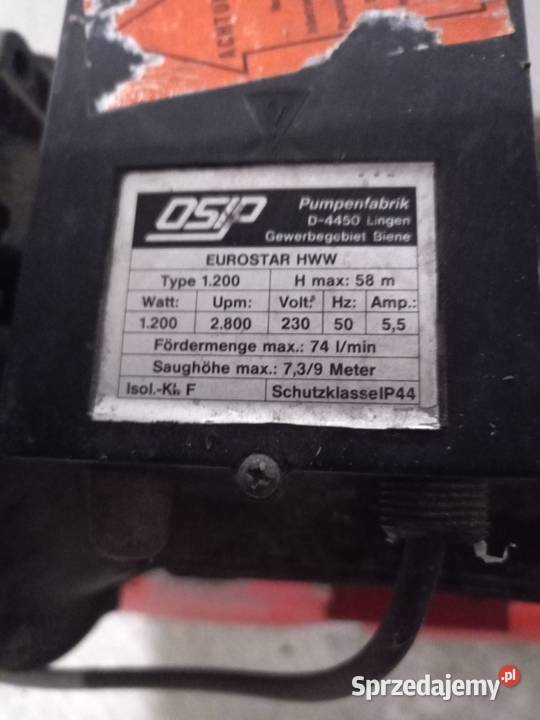 ACHTUNG
OSIP
Pumpenfabrik
D-4450 Lingen
Gewerbegebiet Biene
EUROSTAR HWW
Type 1.200 H max: 58 m
Watt: Upm: Volt: Hz: Amp.:
1.200 2.800 230 50 5,5
Fördermenge max.: 74 l/min
Saughöhe max.: 7,3/9 Meter
Isol.-Kl. F SchutzklasseIP44
Sprzedajemy.pl